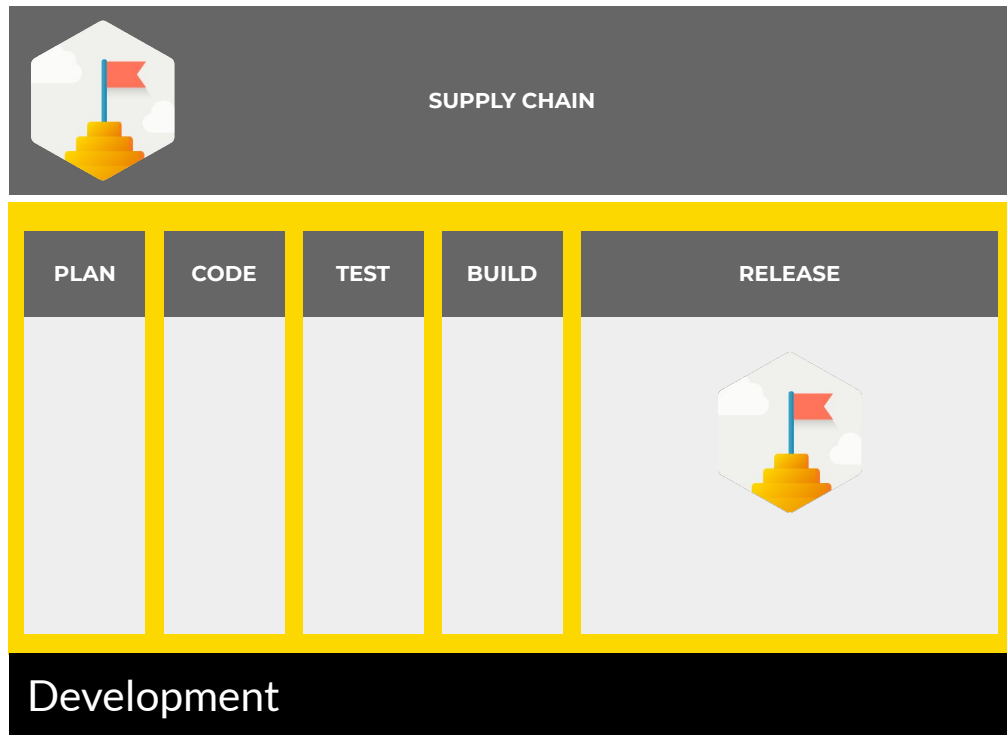 SUPPLY CHAIN
PLAN
CODE
TEST
BUILD
RELEASE
Development